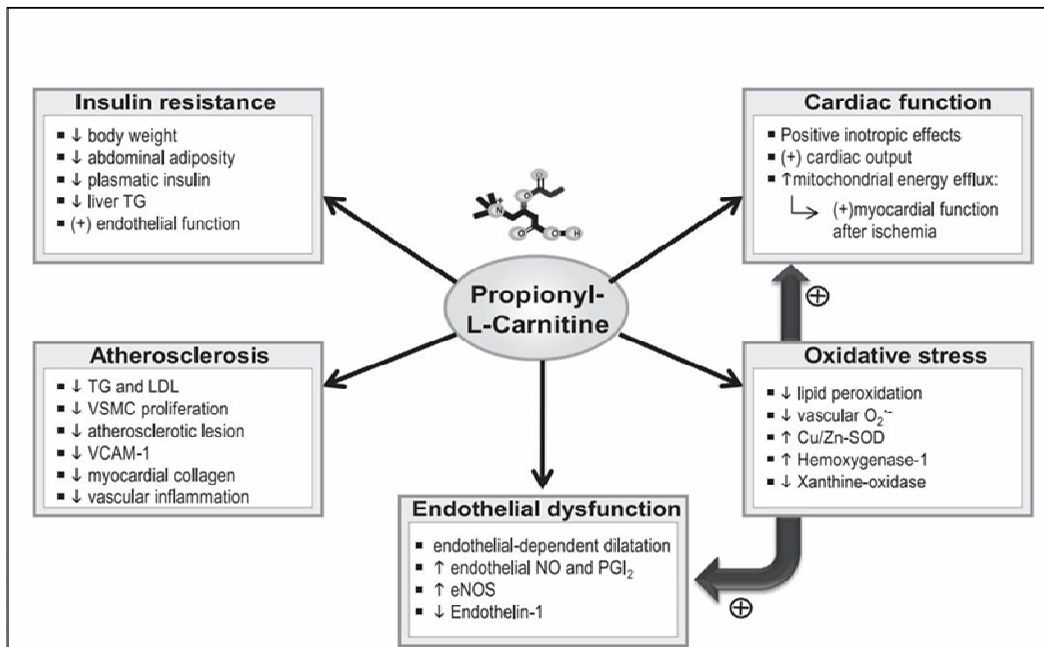 Insulin resistance
▪ ↓ body weight
▪ ↓ abdominal adiposity
▪ ↓ plasmatic insulin
▪ ↓ liver TG
▪ (+) endothelial function
Cardiac function
▪ Positive inotropic effects
▪ (+) cardiac output
▪ ↑mitochondrial energy efflux:
(+)myocardial function
after ischemia
N+
O
O
O
H
Propionyl-
L-Carnitine
⊕
Atherosclerosis
▪ ↓ TG and LDL
▪ ↓ VSMC proliferation
▪ ↓ atherosclerotic lesion
▪ ↓ VCAM-1
▪ ↓ myocardial collagen
▪ ↓ vascular inflammation
Oxidative stress
▪ ↓ lipid peroxidation
▪ ↓ vascular O₂•−
▪ ↑ Cu/Zn-SOD
▪ ↑ Hemoxygenase-1
▪ ↓ Xanthine-oxidase
Endothelial dysfunction
▪ endothelial-dependent dilatation
▪ ↑ endothelial NO and PGI₂
▪ ↑ eNOS
▪ ↓ Endothelin-1
⊕